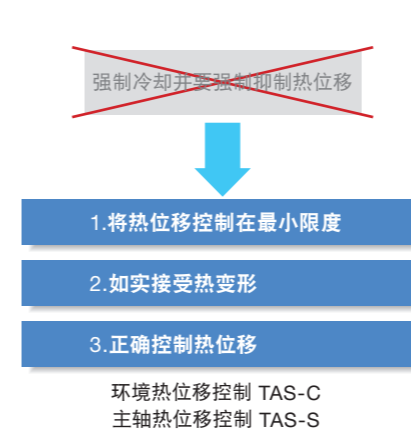 强制冷却并要强制抑制热位移
1.将热位移控制在最小限度
2.如实接受热变形
3.正确控制热位移
环境热位移控制 TAS-C
主轴热位移控制 TAS-S